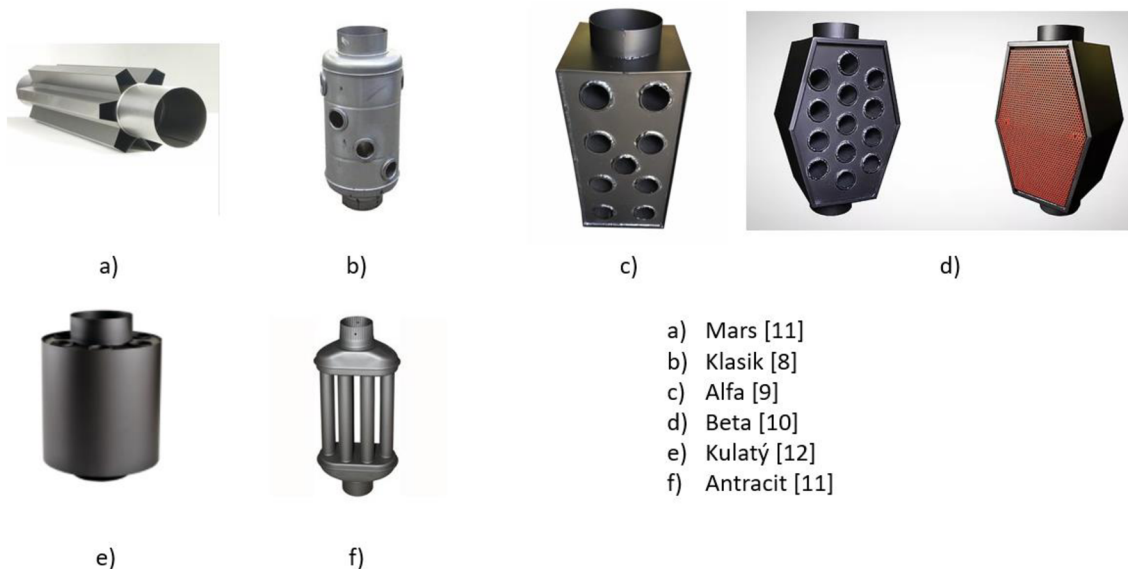 a)
b)
c)
d)
e)
f)
a) Mars [11]
b) Klasik [8]
c) Alfa [9]
d) Beta [10]
e) Kulatý [12]
f) Antracit [11]